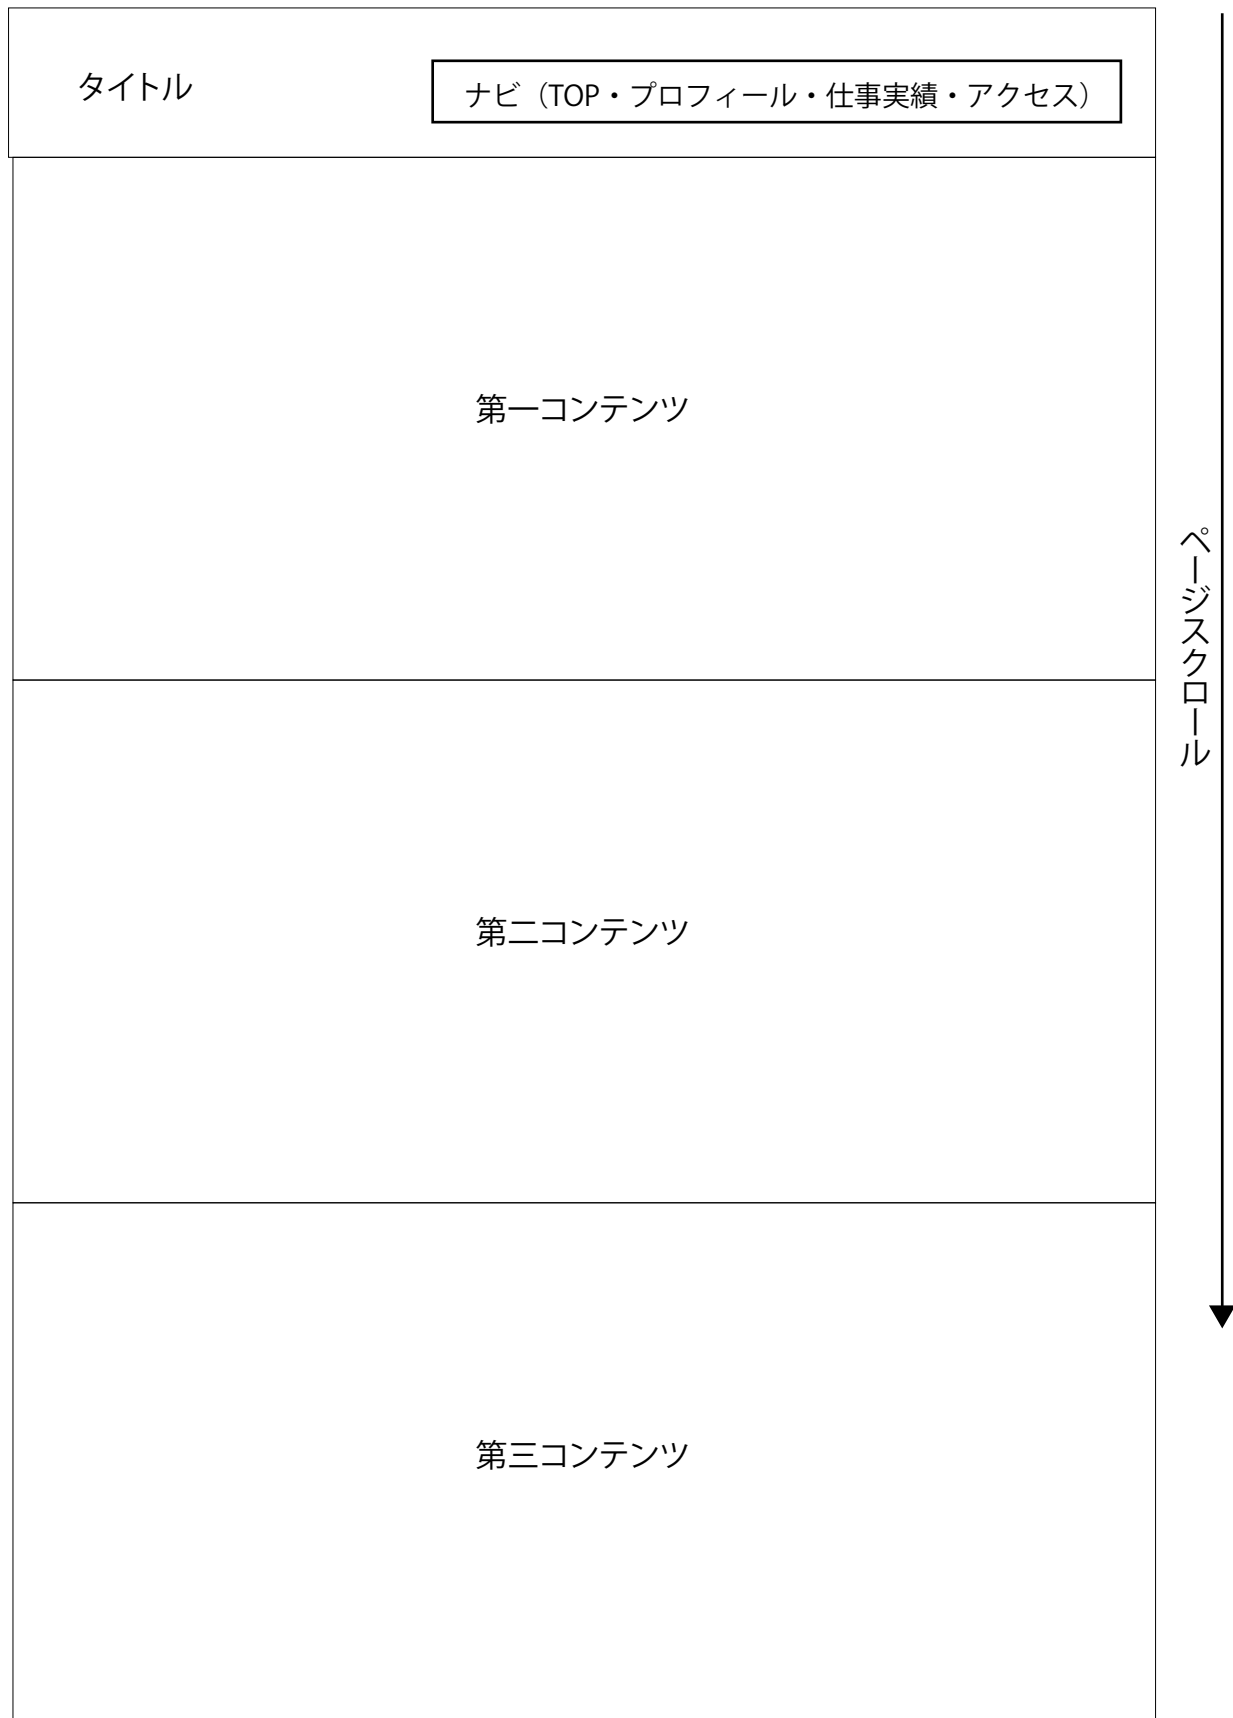 タイトル
ナビ（TOP・プロフィール・仕事実績・アクセス）
第一コンテンツ
ページスクロール
第二コンテンツ
第三コンテンツ